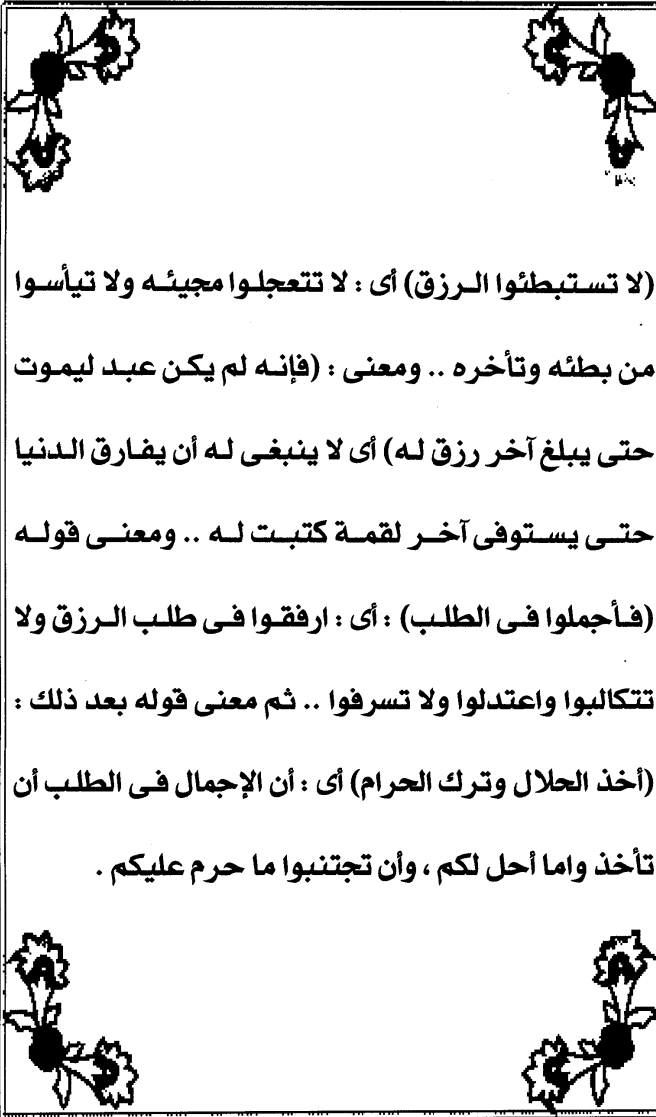 (لا تستبطئوا الرزق) أى : لا تتعجلوا مجيئه ولا تيأسوا
من بطئه وتأخره .. ومعنى : (فإنه لم يكن عبد ليموت
حتى يبلغ آخر رزق له) أى لا ينبغى له أن يفارق الدنيا
حتى يستوفى آخر لقمة كتبت له .. ومعنى قوله
(فأجملوا فى الطلب) : أى : ارفقوا فى طلب الرزق ولا
تتكالبوا واعتدلوا ولا تسرفوا .. ثم معنى قوله بعد ذلك :
(أخذ الحلال وترك الحرام) أى : أن الإجمال فى الطلب أن
تأخذ واما أحل لكم ، وأن تجتنبوا ما حرم عليكم .